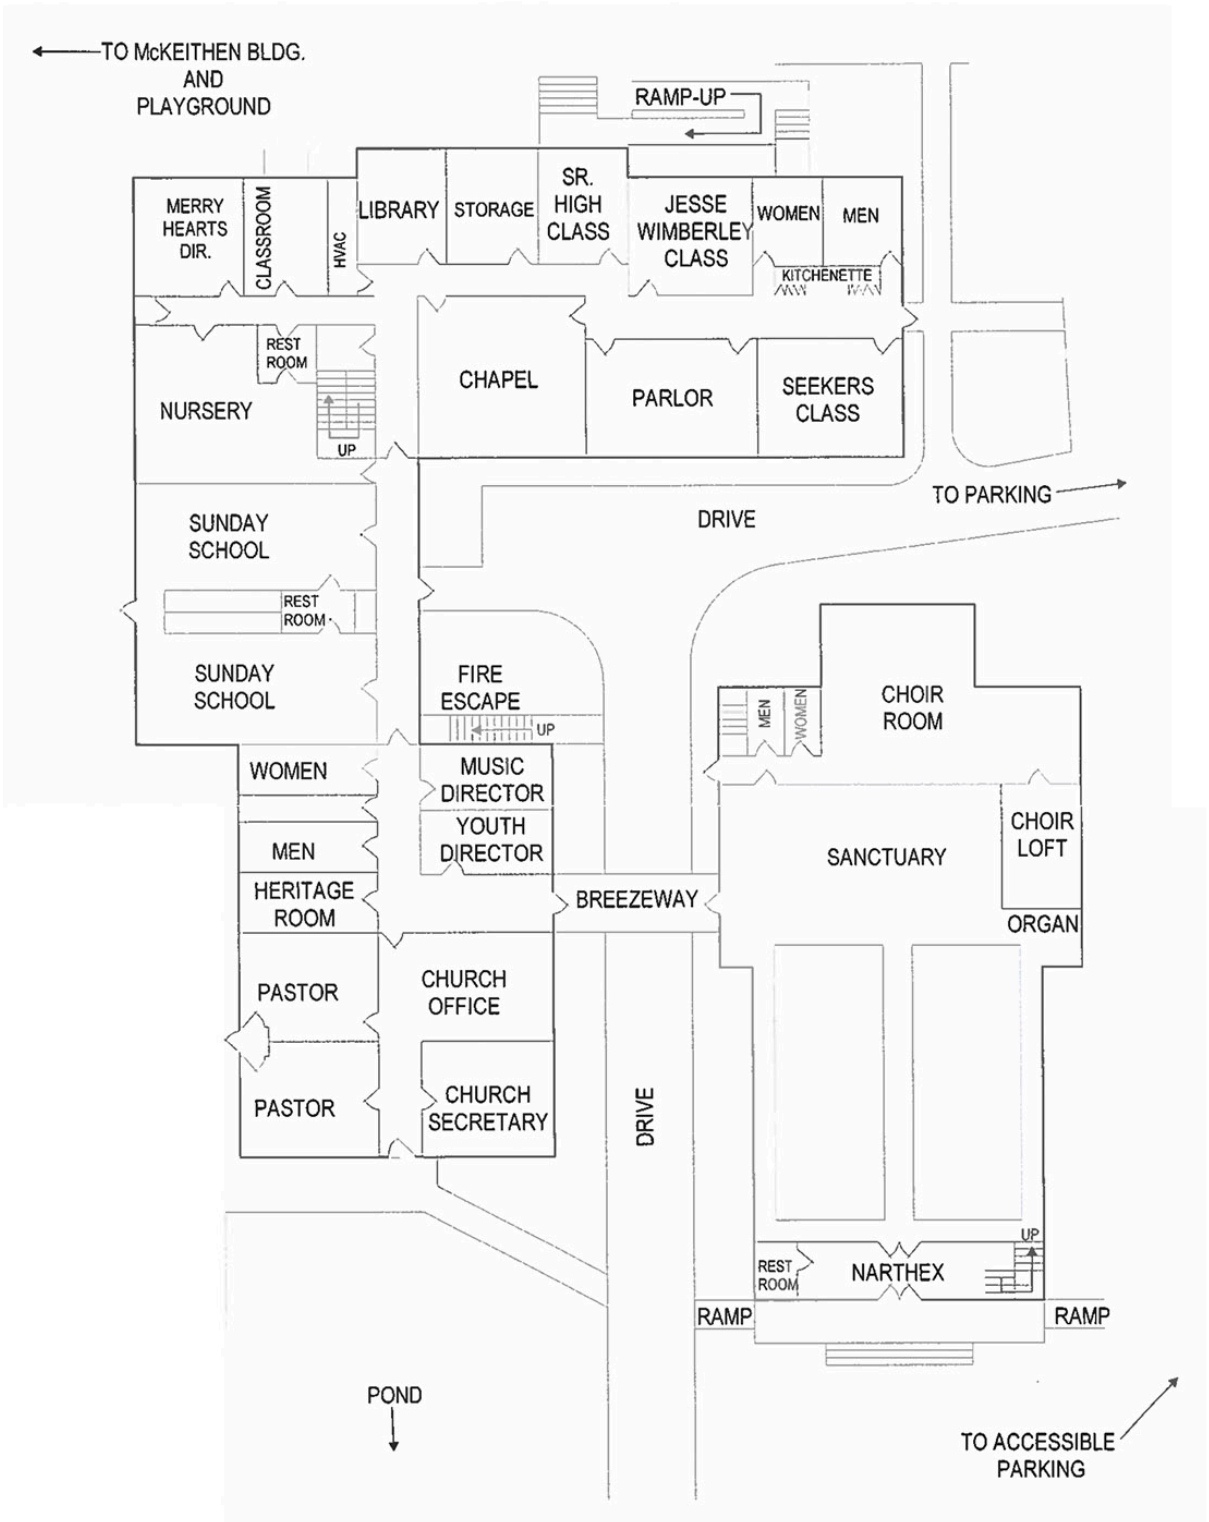 TO McKEITHEN BLDG.
AND
PLAYGROUND
RAMP-UP
MERRY
HEARTS
DIR.
CLASSROOM
HVAC
LIBRARY
STORAGE
SR.
HIGH
CLASS
JESSE
WIMBERLEY
CLASS
WOMEN
MEN
KITCHENETTE
REST
ROOM
NURSERY
UP
CHAPEL
PARLOR
SEEKERS
CLASS
TO PARKING
DRIVE
SUNDAY
SCHOOL
REST
ROOM
SUNDAY
SCHOOL
FIRE
ESCAPE
UP
MEN
WOMEN
CHOIR
ROOM
WOMEN
MUSIC
DIRECTOR
YOUTH
DIRECTOR
MEN
HERITAGE
ROOM
BREEZEWAY
SANCTUARY
CHOIR
LOFT
ORGAN
PASTOR
CHURCH
OFFICE
PASTOR
CHURCH
SECRETARY
DRIVE
UP
REST
ROOM
NARTHEX
RAMP
RAMP
POND
TO ACCESSIBLE
PARKING